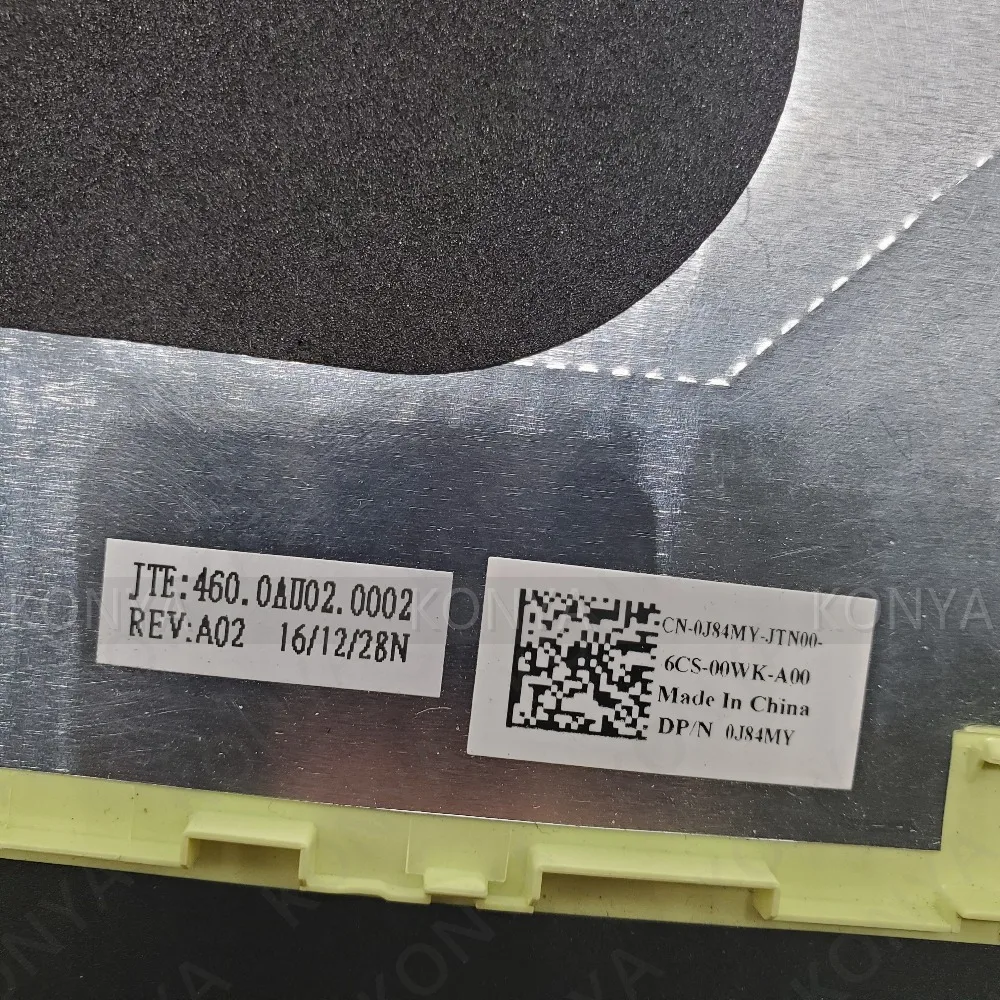 JTE:460.0AU02.0002
REV:A02 16/12/28N
CN-0J84MY-JTN00-
6CS-00WK-A00
Made In China
DP/N 0J84MY
KONYA KONYA KONYA